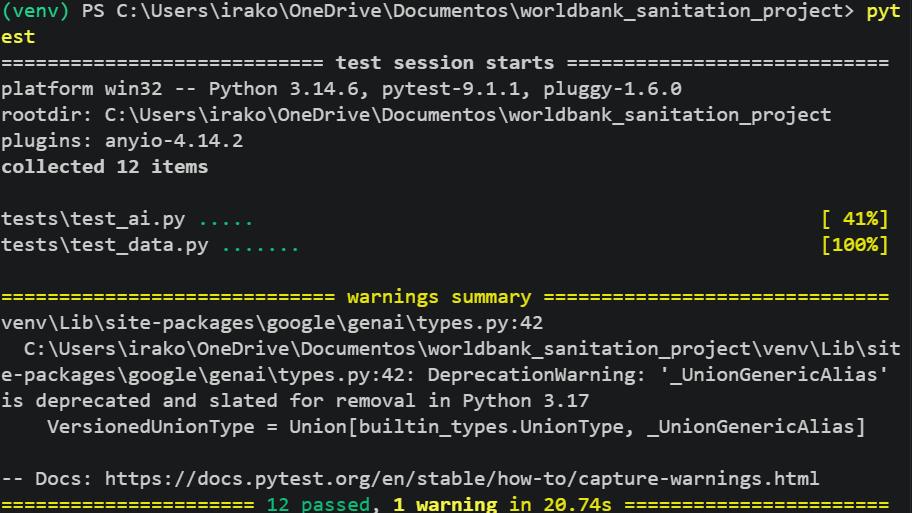 (venv) PS C:\Users\irako\OneDrive\Documentos\worldbank_sanitation_project> pyt
est
============================ test session starts ============================
platform win32 -- Python 3.14.6, pytest-9.1.1, pluggy-1.6.0
rootdir: C:\Users\irako\OneDrive\Documentos\worldbank_sanitation_project
plugins: anyio-4.14.2
collected 12 items
tests\test_ai.py ..... [ 41%]
tests\test_data.py ....... [100%]
============================= warnings summary ==============================
venv\Lib\site-packages\google\genai\types.py:42
C:\Users\irako\OneDrive\Documentos\worldbank_sanitation_project\venv\Lib\sit
e-packages\google\genai\types.py:42: DeprecationWarning: '_UnionGenericAlias'
is deprecated and slated for removal in Python 3.17
VersionedUnionType = Union[builtin_types.UnionType, _UnionGenericAlias]
-- Docs: https://docs.pytest.org/en/stable/how-to/capture-warnings.html
====================== 12 passed, 1 warning in 20.74s =======================